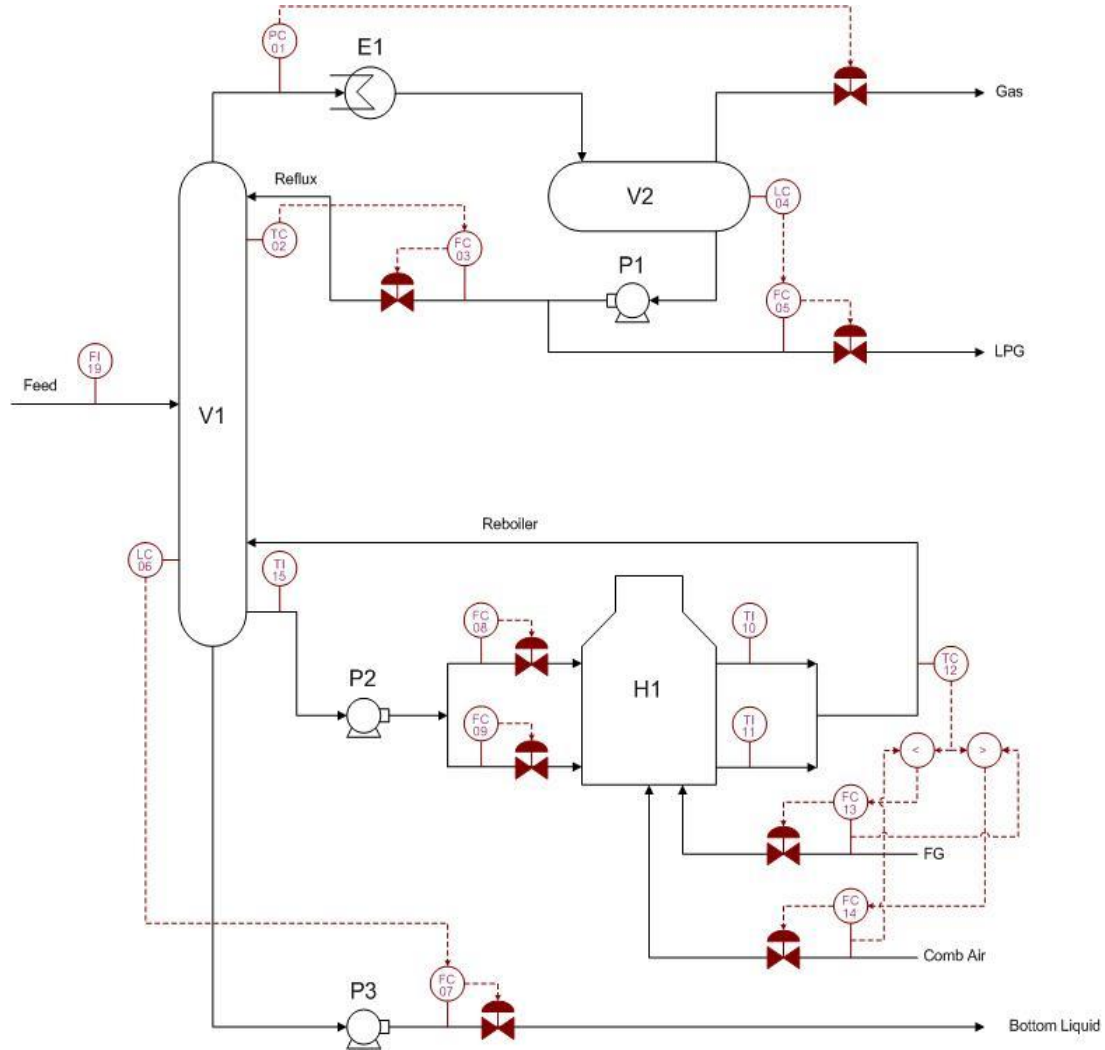 PC
01
E1
Gas
Reflux
V2
LC
04
TC
02
FC
03
P1
FC
05
LPG
FI
19
Feed
V1
Reboiler
LC
06
TI
15
FC
08
TI
10
P2
H1
TC
12
FC
09
TI
11
<
>
FC
13
FG
FC
14
Comb Air
P3
FC
07
Bottom Liquid